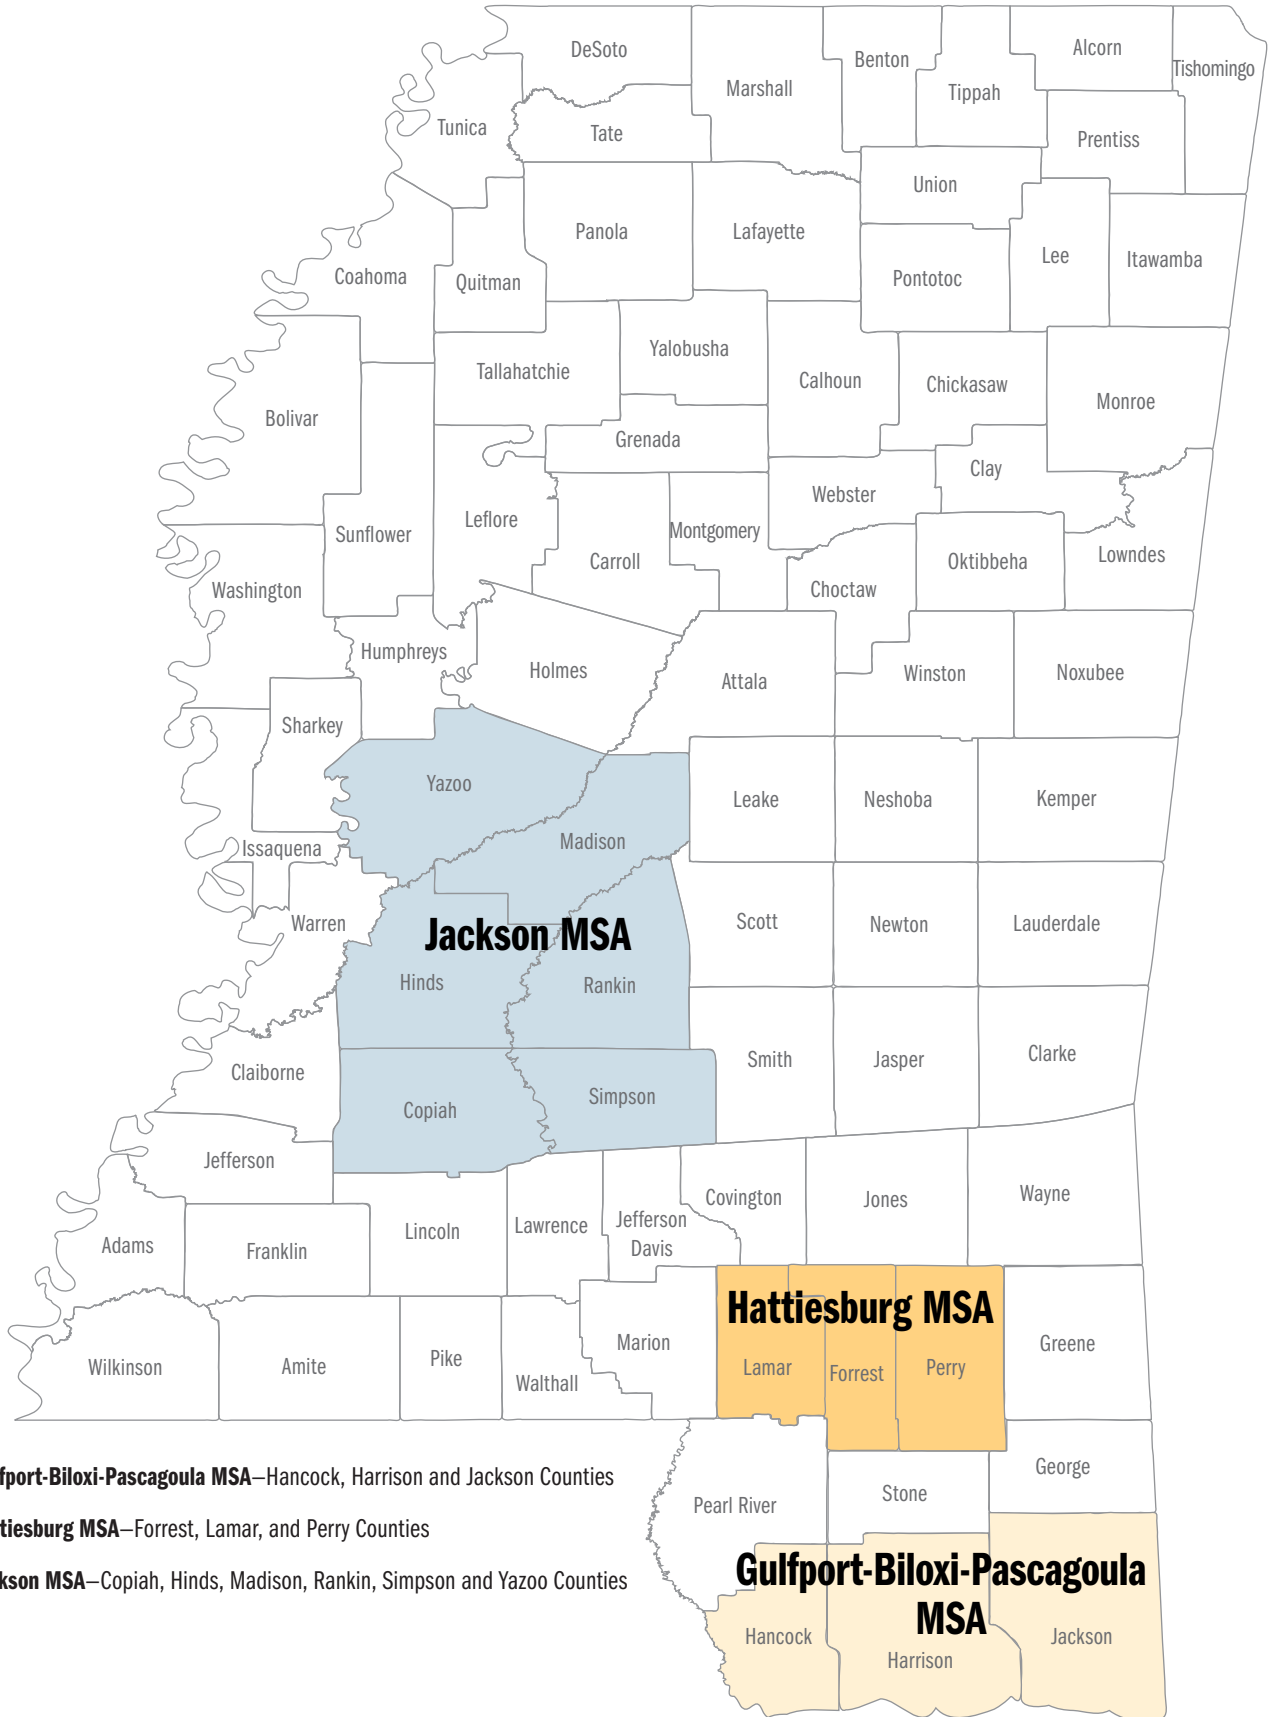 DeSoto
Alcorn
Benton
Tishomingo
Marshall
Tippah
Tunica
Tate
Prentiss
Union
Panola
Lafayette
Lee
Itawamba
Coahoma
Quitman
Pontotoc
Yalobusha
Tallahatchie
Calhoun
Chickasaw
Monroe
Bolivar
Grenada
Clay
Webster
Leflore
Sunflower
Montgomery
Lowndes
Carroll
Oktibbeha
Washington
Choctaw
Humphreys
Holmes
Attala
Winston
Noxubee
Sharkey
Yazoo
Leake
Neshoba
Kemper
Madison
Issaquena
Warren
Jackson MSA
Scott
Newton
Lauderdale
Hinds
Rankin
Smith
Jasper
Clarke
Claiborne
Copiah
Simpson
Jefferson
Covington
Jones
Wayne
Adams
Franklin
Lincoln
Lawrence
Jefferson
Davis
Hattiesburg MSA
Wilkinson
Amite
Pike
Walthall
Marion
Lamar
Forrest
Perry
Greene
George
Pearl River
Stone
fport-Biloxi-Pascagoula MSA–Hancock, Harrison and Jackson Counties
tiesburg MSA–Forrest, Lamar, and Perry Counties
kson MSA–Copiah, Hinds, Madison, Rankin, Simpson and Yazoo Counties
Gulfport-Biloxi-Pascagoula
MSA
Hancock
Harrison
Jackson